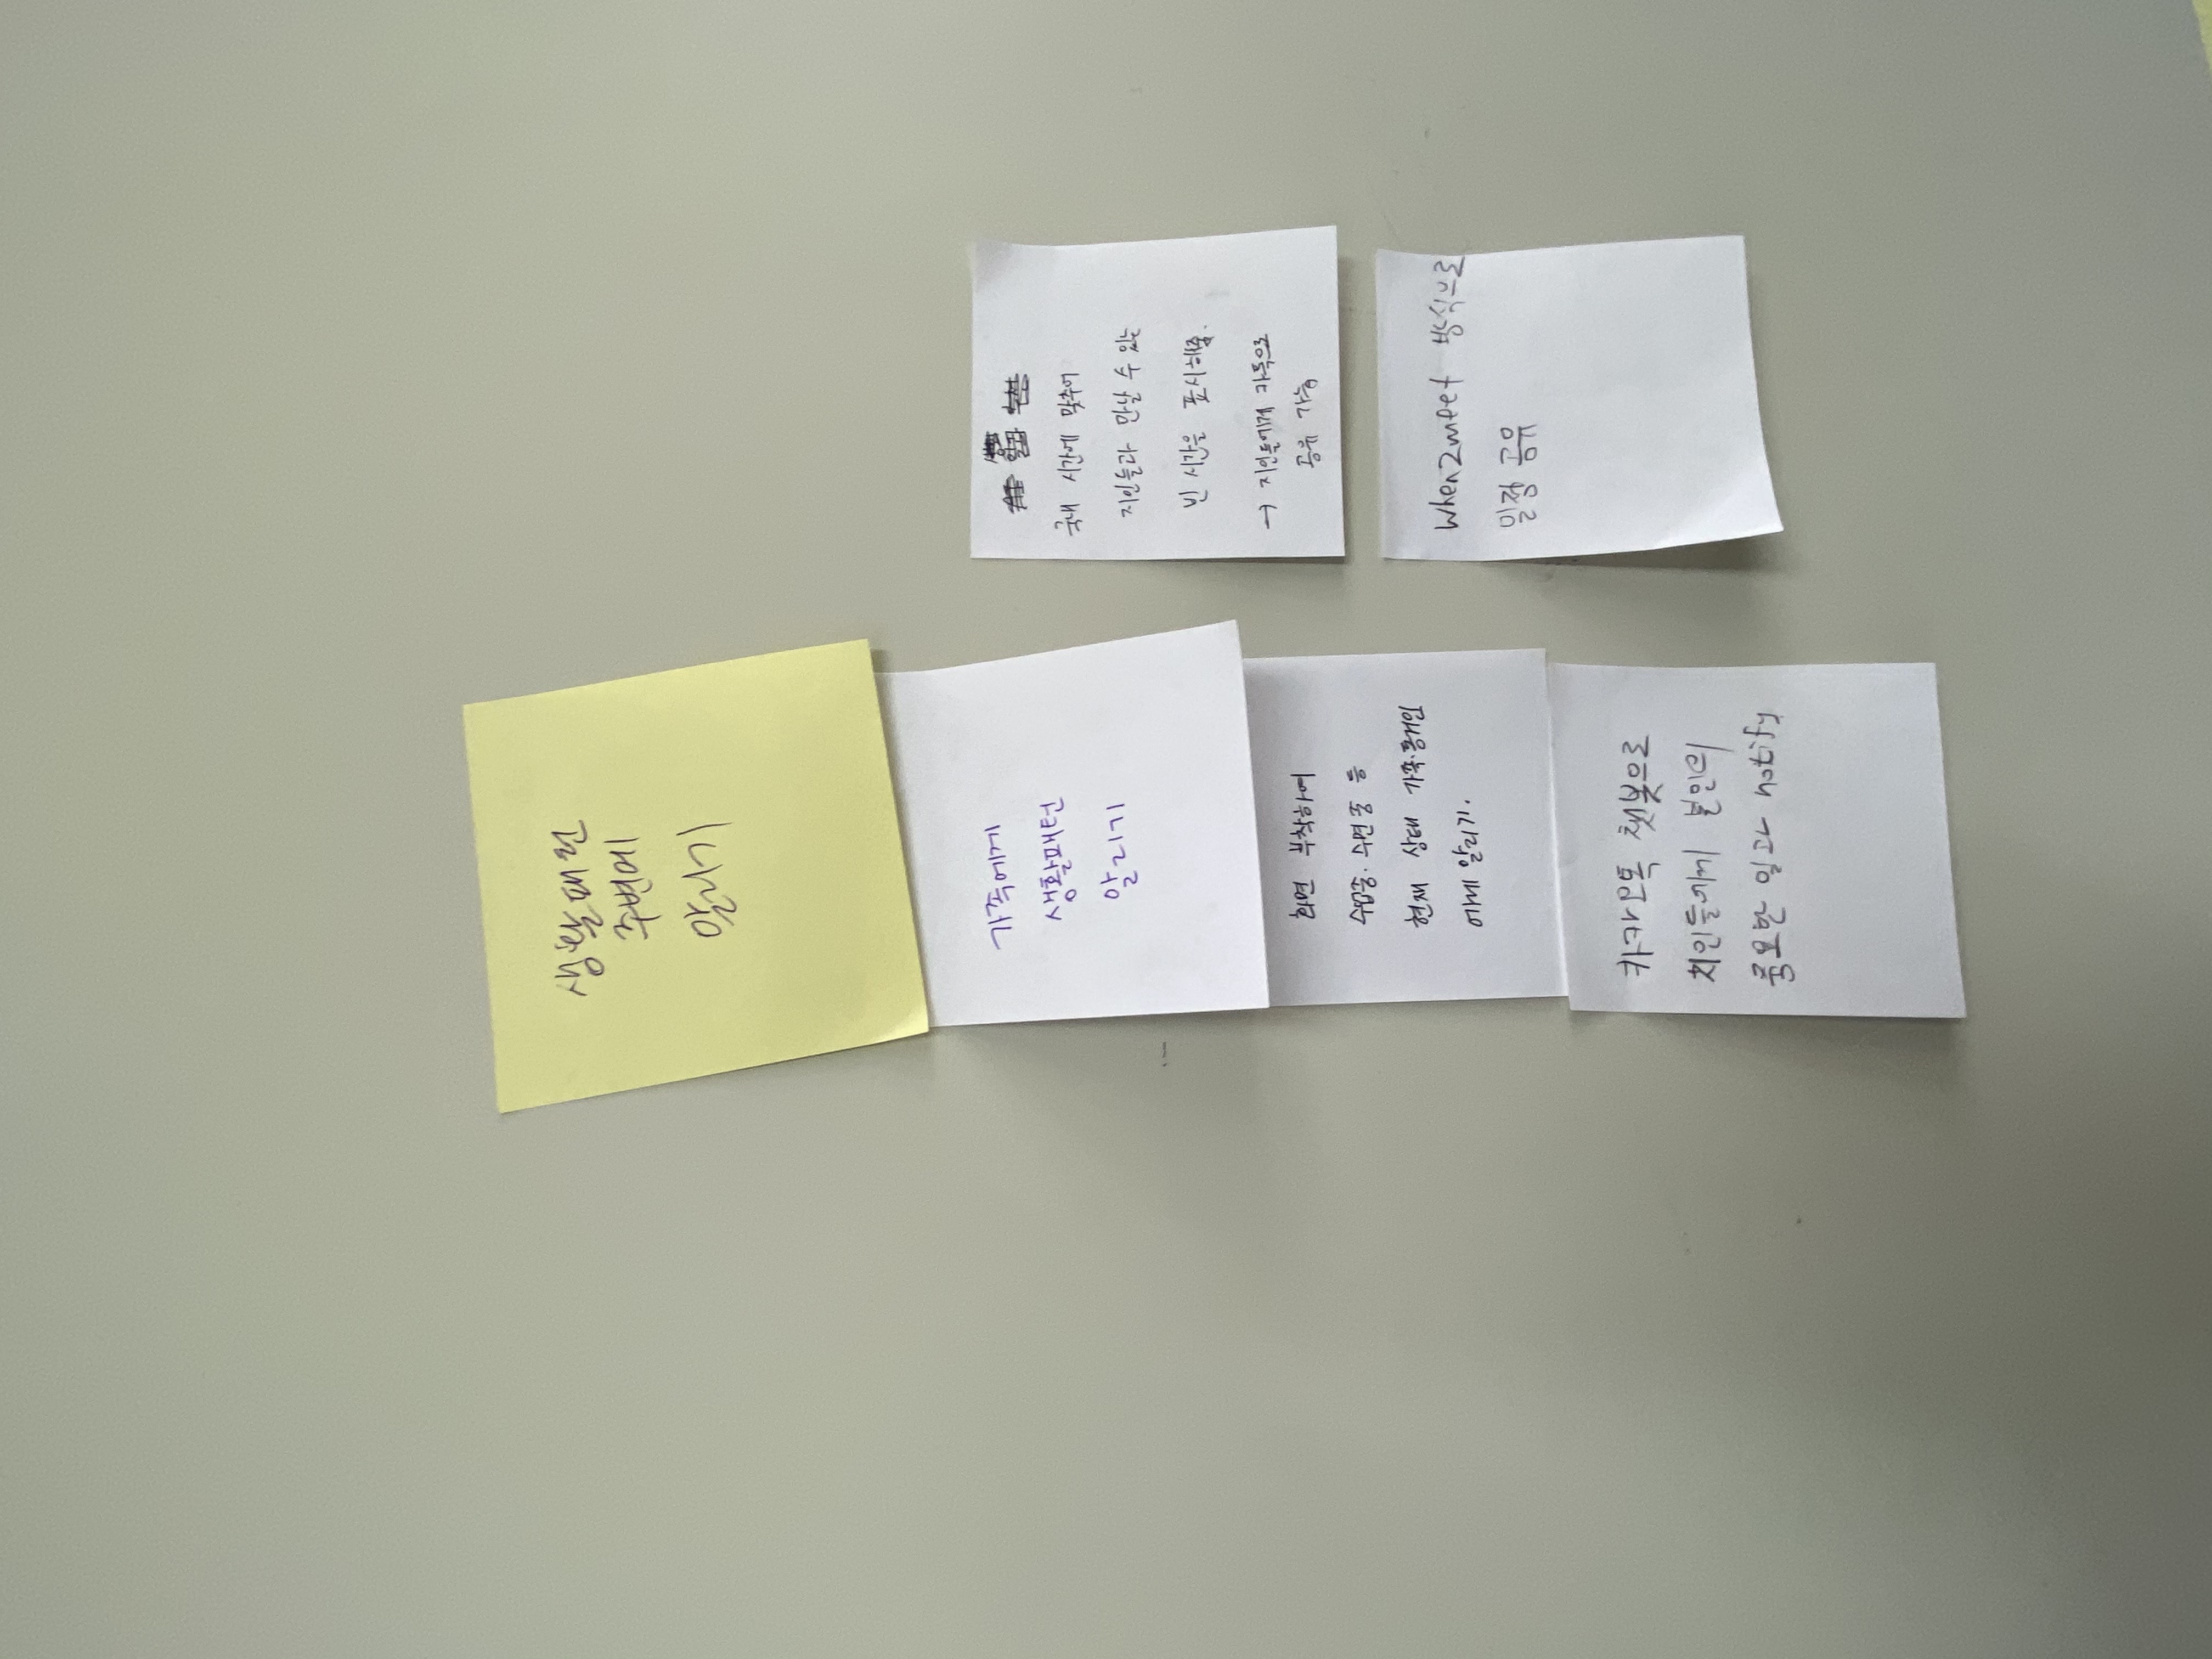 생활패턴
주변에
알리기
가족에게
생활패턴
알리기
화면 부착하여
수업중. 수면중 등
현재 상태 가족·동거인
에게 알리기.
카카오톡 챗봇으로
지인들에게 본인의
중요한 일과 notify
국내 시간에 맞추어
지인들과 만날 수 있는
빈 시간을 표시해줌.
→ 지인들에게 카톡으로
공유 가능
When2meet 방식으로
일정 공유